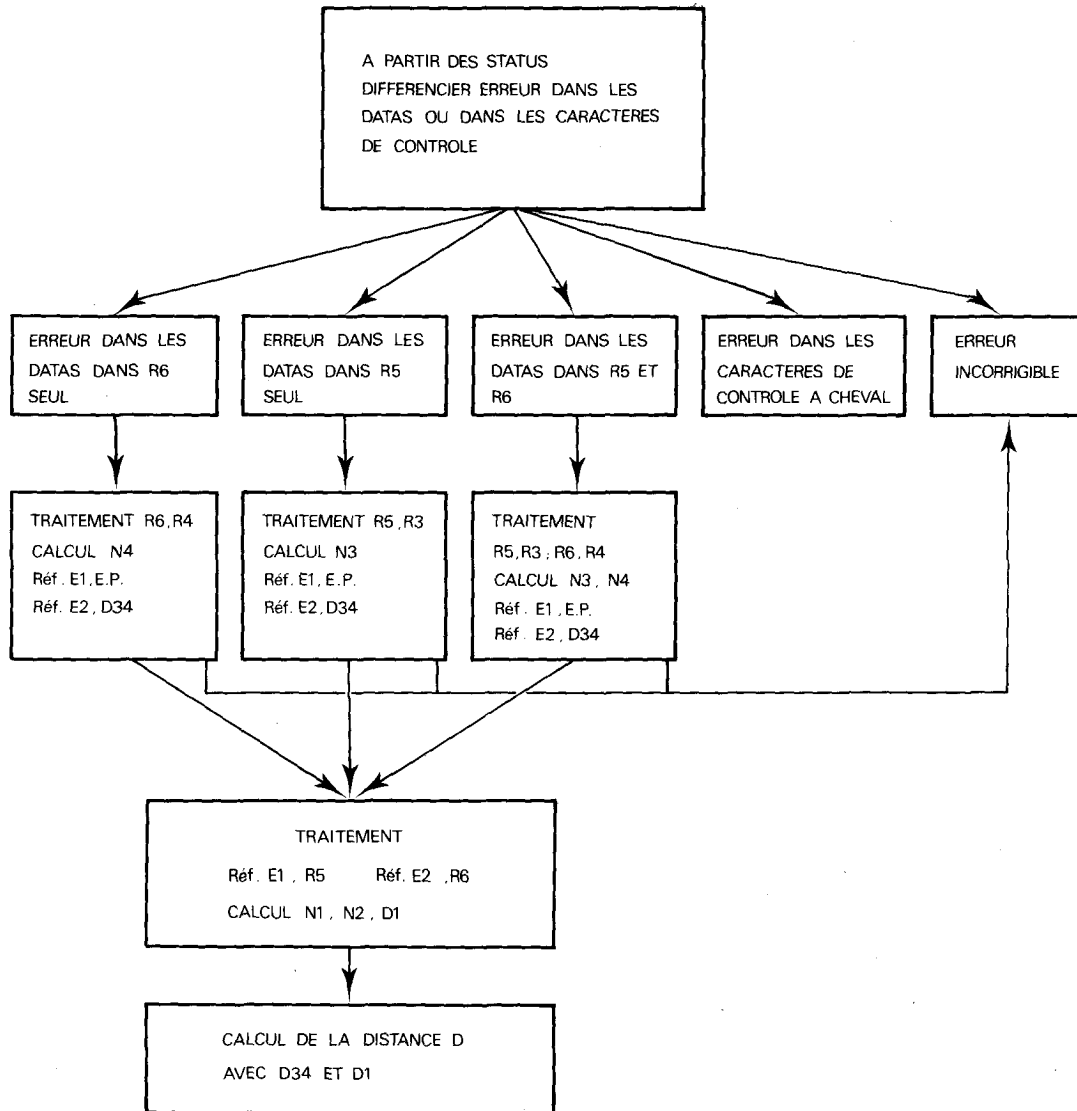 A PARTIR DES STATUS
DIFFERENCIER ERREUR DANS LES
DATAS OU DANS LES CARACTERES
DE CONTROLE
ERREUR DANS LES
DATAS DANS R6
SEUL
ERREUR DANS LES
DATAS DANS R5
SEUL
ERREUR DANS LES
DATAS DANS R5 ET
R6
ERREUR DANS LES
CARACTERES DE
CONTROLE A CHEVAL
ERREUR
INCORRIGIBLE
TRAITEMENT R6,R4
CALCUL N4
Réf. E1,E.P.
Réf. E2,D34
TRAITEMENT R5,R3
CALCUL N3
Réf. E1,E.P.
Réf. E2,D34
TRAITEMENT
R5,R3;R6,R4
CALCUL N3, N4
Réf. E1,E.P.
Réf. E2,D34
TRAITEMENT
Réf. E1, R5 Réf. E2,R6
CALCUL N1, N2, D1
CALCUL DE LA DISTANCE D
AVEC D34 ET D1